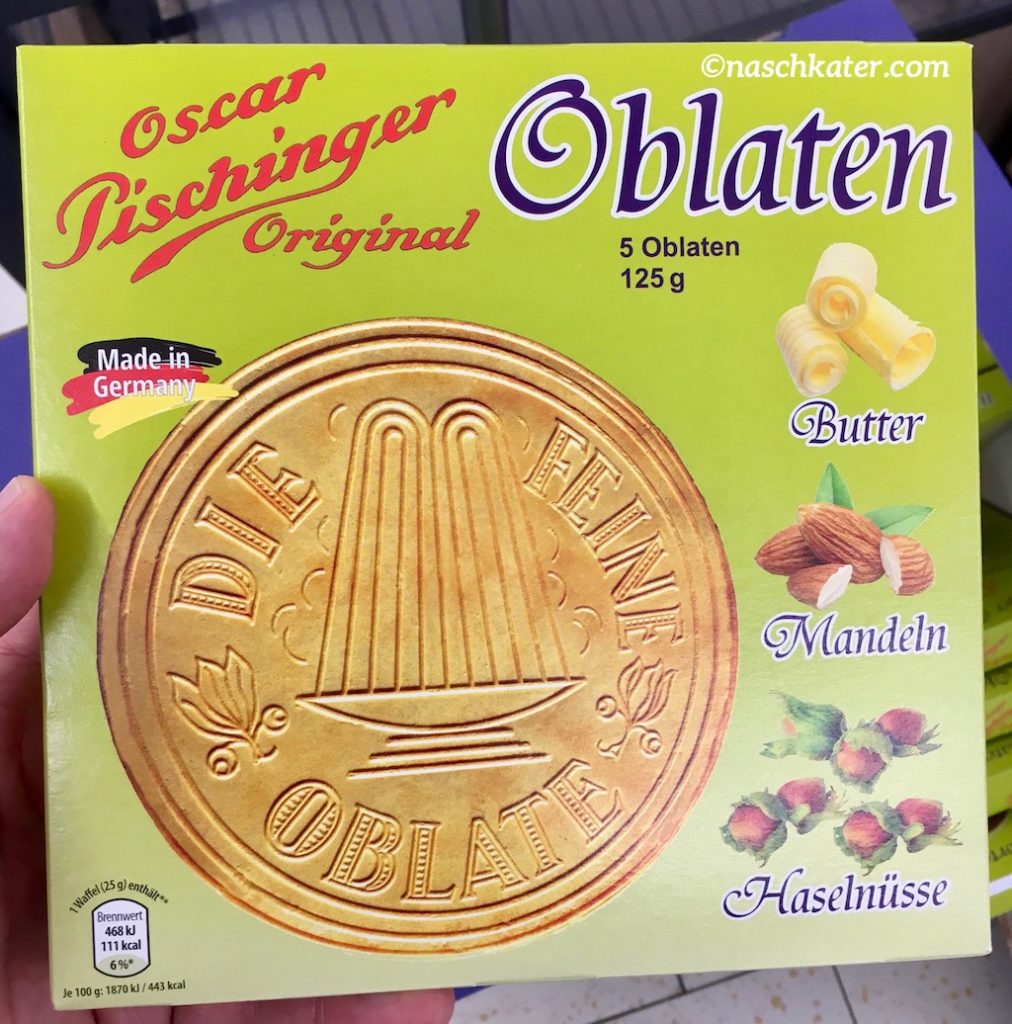 ©naschkater.com
Oscar
Pischinger
Original
Oblaten
5 Oblaten
125 g
Made in
Germany
Butter
Mandeln
Haselnüsse
DIE FEINE
OBLATE
1 Waffel (25 g) enthält**
Brennwert
468 kJ
111 kcal
6%*
Je 100 g: 1870 kJ / 443 kcal